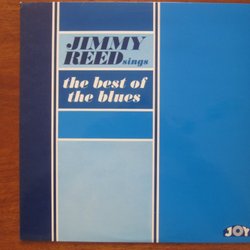 JIMMY
REED sings
the best of
the blues
JOY